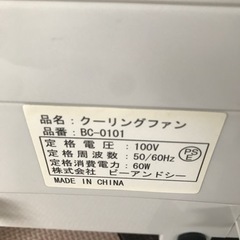 品名：クーリングファン
品番：BC-0101
定格電圧：100V
定格周波数：50/60Hz
定格消費電力：60W
株式会社 ビーアンドシー
MADE IN CHINA
PS
E